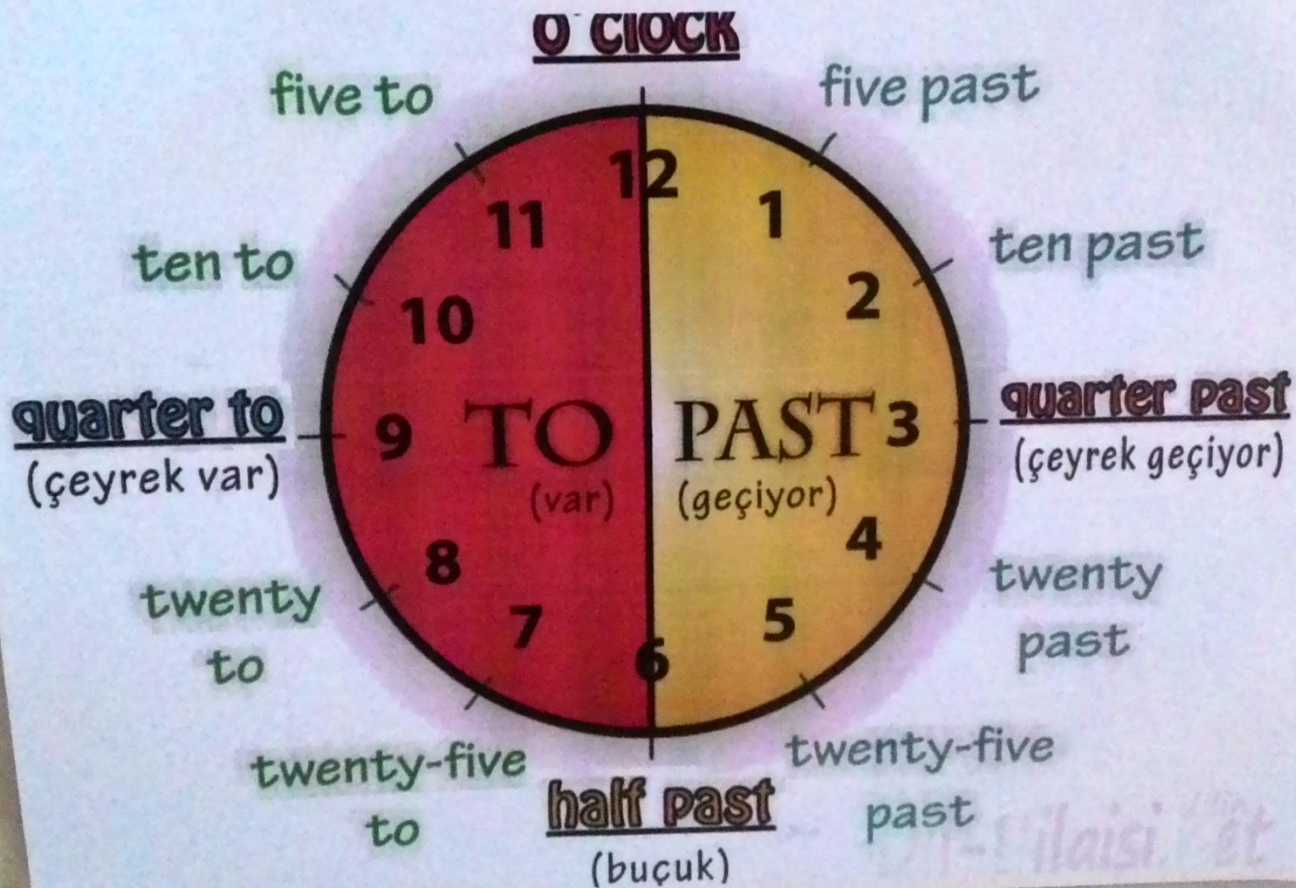 o'clock
five to
five past
12
11
1
ten to
ten past
10
2
quarter to
(çeyrek var)
9
TO
(var)
PAST
(geçiyor)
3
quarter past
(çeyrek geçiyor)
8
4
twenty
to
twenty
past
7
5
6
twenty-five
to
half past
(buçuk)
twenty-five
past